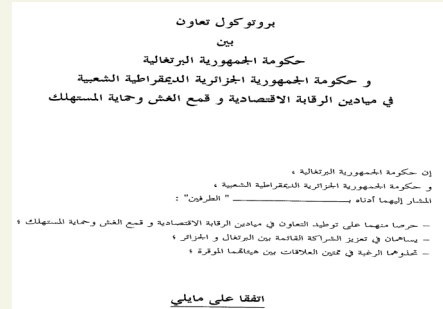 بروتوكول تعاون
بين
حكومة الجمهورية البرتغالية
و حكومة الجمهورية الجزائرية الديمقراطية الشعبية
في ميادين الرقابة الاقتصادية و قمع الغش وحماية المستهلك
إن حكومة الجمهورية البرتغالية ،
و حكومة الجمهورية الجزائرية الديمقراطية الشعبية ،
المشار إليهما أدناه بـــــــــــ " الطرفين" :
– حرصا منهما على توطيد التعاون في ميادين الرقابة الاقتصادية و قمع الغش وحماية المستهلك ؛
– يساهمان في تعزيز الشراكة القائمة بين البرتغال و الجزائر ؛
– تحدوهما الرغبة في تمتين العلاقات بين هيئاتهما الموقرة ؛
اتفقا على مايلي